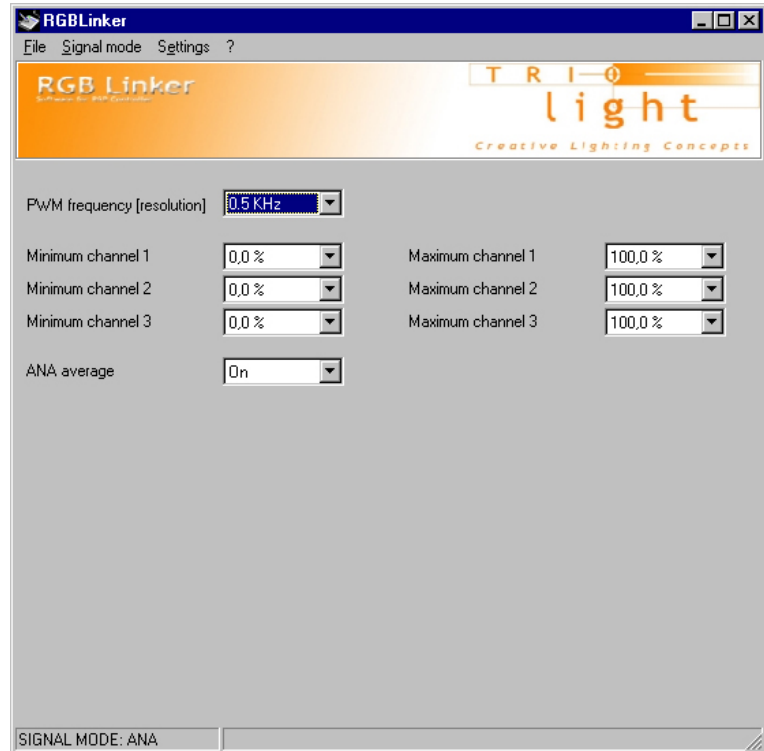 RGBLinker
File Signal mode Settings ?
RGB Linker
TRIO
light
Creative Lighting Concepts
PWM frequency [resolution] 0.5 KHz
Minimum channel 1 0,0 % Maximum channel 1 100,0 %
Minimum channel 2 0,0 % Maximum channel 2 100,0 %
Minimum channel 3 0,0 % Maximum channel 3 100,0 %
ANA average On
SIGNAL MODE: ANA